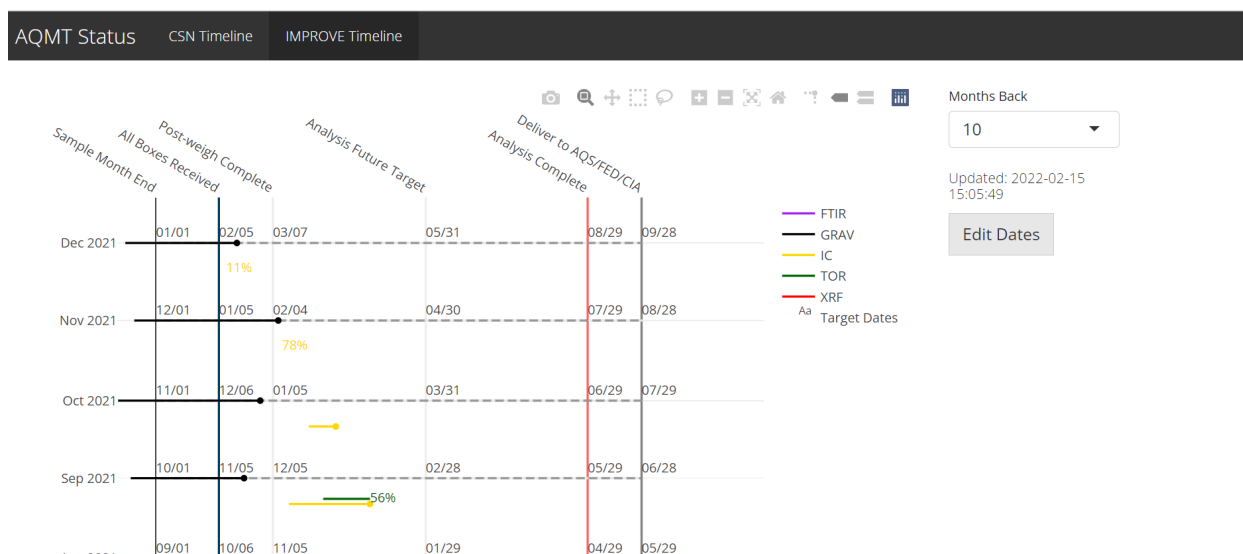 AQMT Status CSN Timeline IMPROVE Timeline
Months Back
10
Updated: 2022-02-15
15:05:49
Edit Dates
Sample Month End
All Boxes Received
Post-weigh Complete
Analysis Future Target
Analysis Complete
Deliver to AQS/FED/CIA
FTIR
GRAV
IC
TOR
XRF
Aa Target Dates
Dec 2021 01/01 02/05 03/07 05/31 08/29 09/28
11%
Nov 2021 12/01 01/05 02/04 04/30 07/29 08/28
78%
Oct 2021 11/01 12/06 01/05 03/31 06/29 07/29
Sep 2021 10/01 11/05 12/05 02/28 05/29 06/28
56%
09/01 10/06 11/05 01/29 04/29 05/29